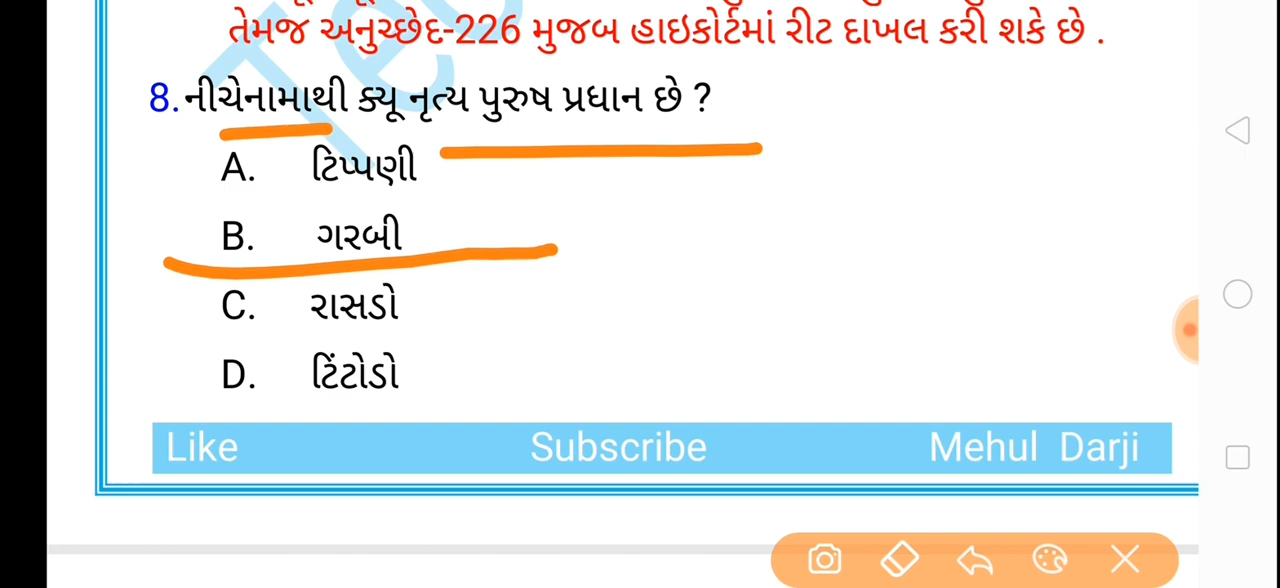 તેમજ અનુચ્છેદ-226 મુજબ હાઇકોર્ટમાં રીટ દાખલ કરી શકે છે .
8. નીચેનામાથી ક્યૂ નૃત્ય પુરુષ પ્રધાન છે ?
A. ટિપ્પણી
B. ગરબી
C. રાસડો
D. ટિંટોડો
Like Subscribe Mehul Darji